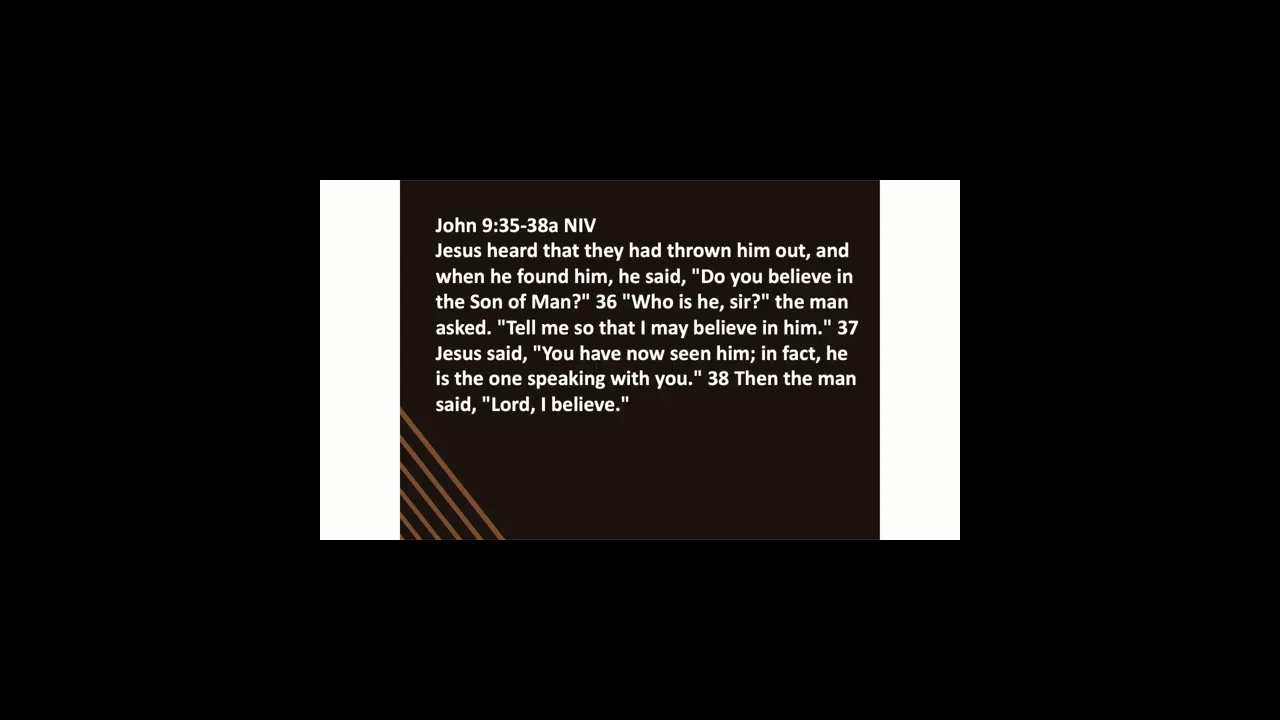 John 9:35-38a NIV
Jesus heard that they had thrown him out, and
when he found him, he said, "Do you believe in
the Son of Man?" 36 "Who is he, sir?" the man
asked. "Tell me so that I may believe in him." 37
Jesus said, "You have now seen him; in fact, he
is the one speaking with you." 38 Then the man
said, "Lord, I believe."